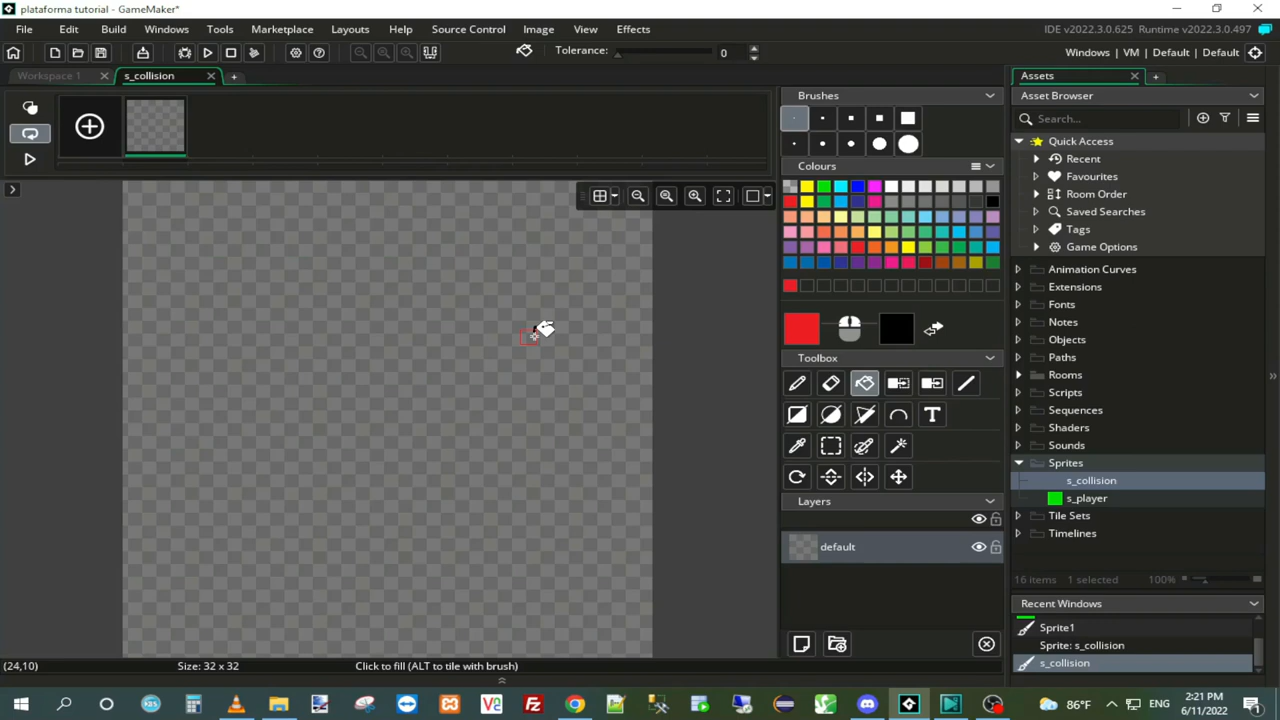 plataforma tutorial - GameMaker*
File Edit Build Windows Tools Marketplace Layouts Help Source Control Image View Effects
IDE v2022.3.0.625 Runtime v2022.3.0.497
Tolerance: 0
Windows | VM | Default | Default
Workspace 1
s_collision
Assets
Brushes
Asset Browser
Search...
Quick Access
Recent
Colours
Favourites
Room Order
Saved Searches
Tags
Game Options
Animation Curves
Extensions
Fonts
Notes
Objects
Toolbox
Paths
Rooms
Scripts
Sequences
Shaders
Sounds
Sprites
s_collision
s_player
Layers
Tile Sets
Timelines
default
16 items 1 selected 100%
Recent Windows
Sprite1
Sprite: s_collision
s_collision
(24,10) Size: 32 x 32 Click to fill (ALT to tile with brush)
86°F ENG 2:21 PM
6/11/2022